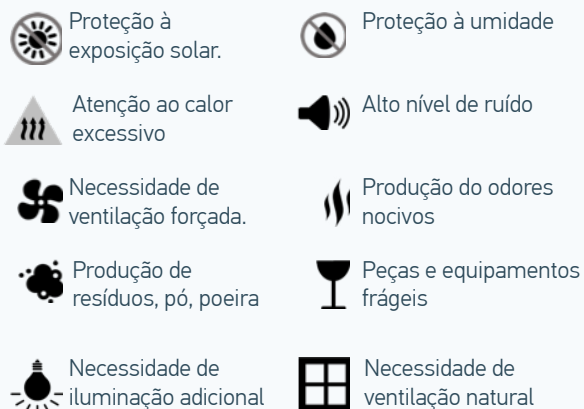 Proteção à
exposição solar.
Proteção à umidade
Atenção ao calor
excessivo
Alto nível de ruído
Necessidade de
ventilação forçada.
Produção do odores
nocivos
Produção de
resíduos, pó, poeira
Peças e equipamentos
frágeis
Necessidade de
iluminação adicional
Necessidade de
ventilação natural